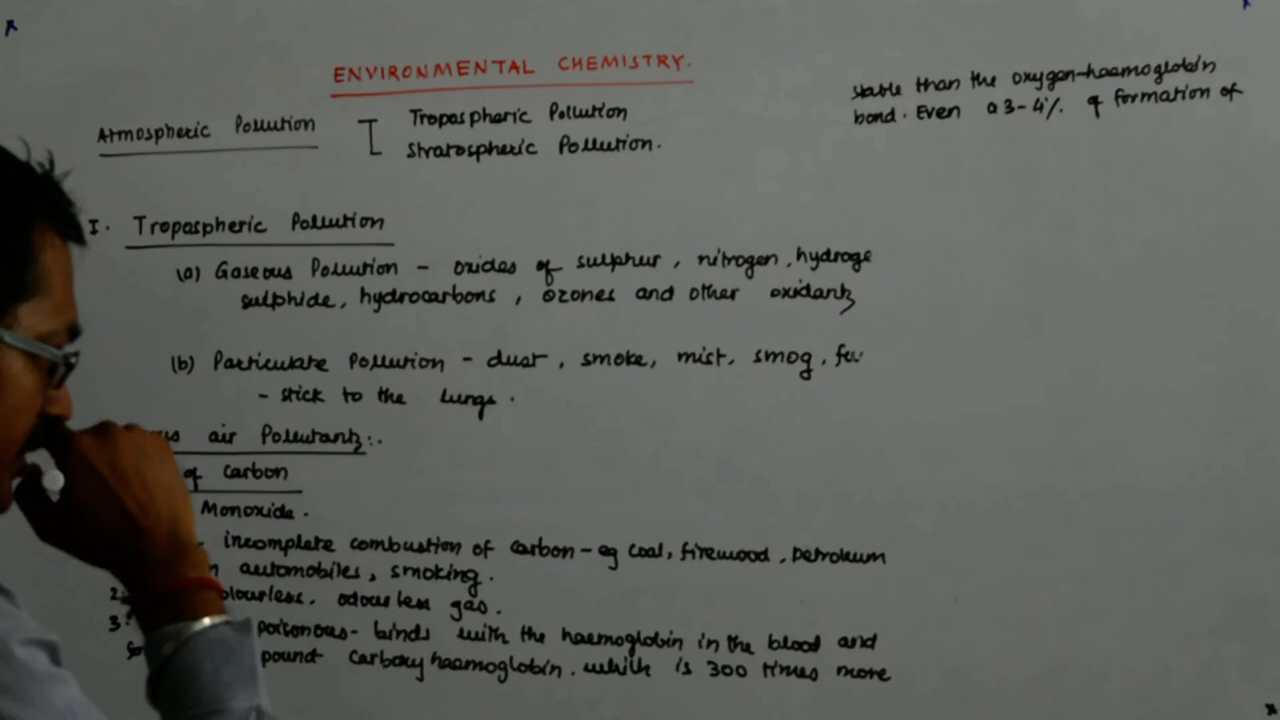 ENVIRONMENTAL CHEMISTRY.
Atmospheric Pollution
Tropospheric Pollution
Stratospheric Pollution.
I. Tropospheric Pollution
(a) Gaseous Pollution - oxides of sulphur, nitrogen, hydroge
sulphide, hydrocarbons, ozones and other oxidants
(b) Particulate Pollution - dust, smoke, mist, smog,
- stick to the lungs.
air Pollutants:.
of carbon
Monoxide.
incomplete combustion of carbon - eg coal, firewood, petroleum
automobiles, smoking.
2. odourless gas.
3. poisonous - binds with the haemoglobin in the blood and
pound Carboxyhaemoglobin. which is 300 times more
stable than the oxygen-haemoglobin
bond. Even a 3-4% of formation of